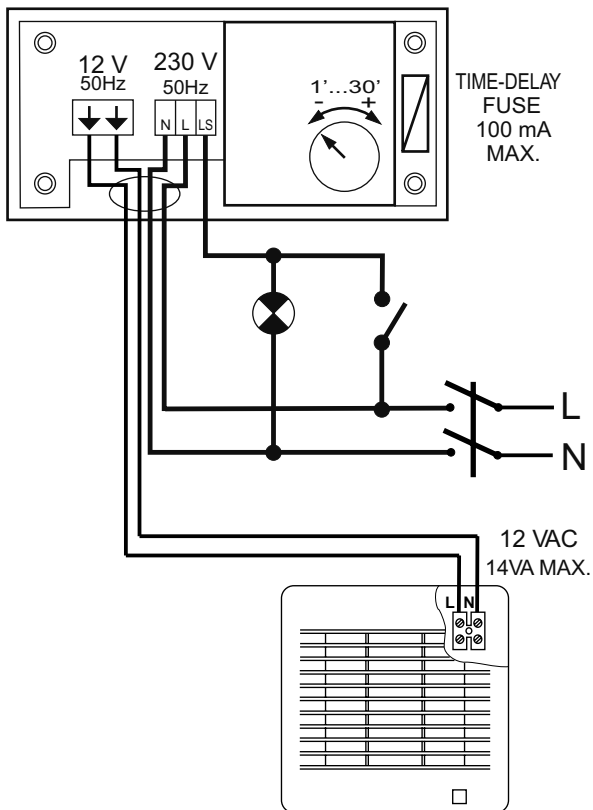 12 V
50Hz
230 V
50Hz
N L LS
1’...30’
- +
TIME-DELAY
FUSE
100 mA
MAX.
L
N
12 VAC
14VA MAX.
L N